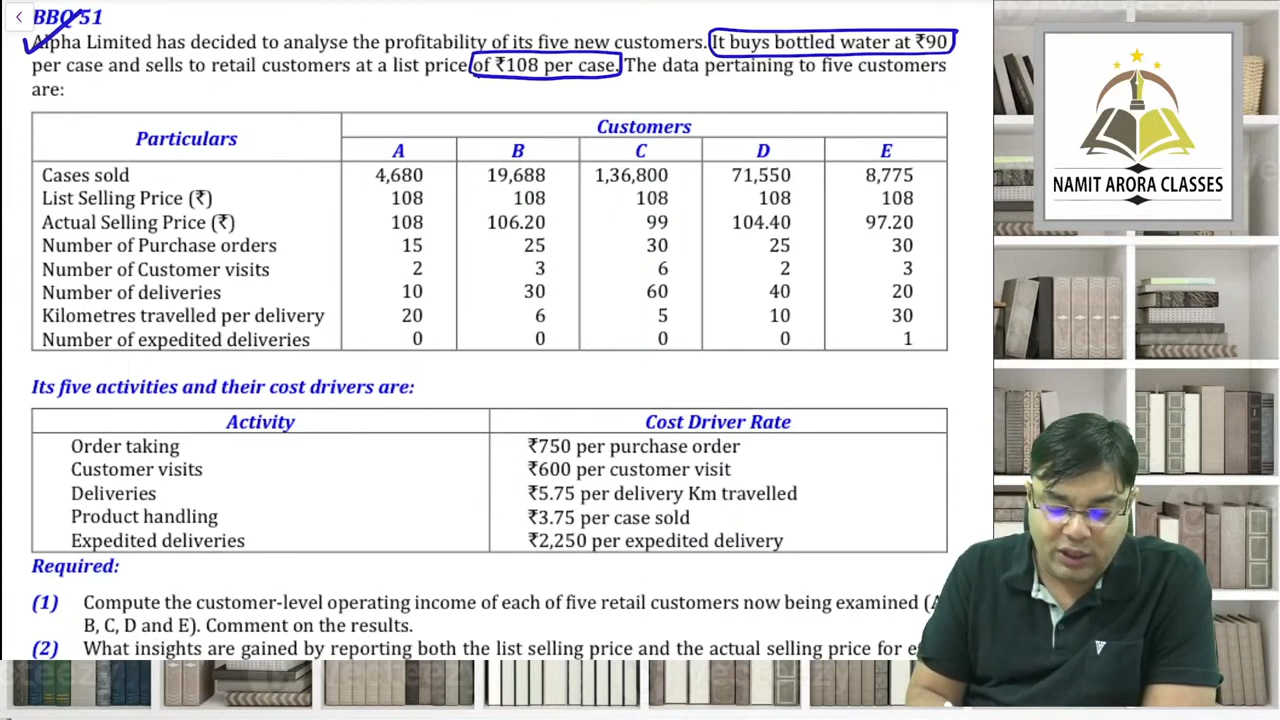 BBQ 51
Alpha Limited has decided to analyse the profitability of its five new customers. It buys bottled water at ₹90
per case and sells to retail customers at a list price of ₹108 per case. The data pertaining to five customers
are:
Particulars Customers
A B C D E
Cases sold 4,680 19,688 1,36,800 71,550 8,775
List Selling Price (₹) 108 108 108 108 108
Actual Selling Price (₹) 108 106.20 99 104.40 97.20
Number of Purchase orders 15 25 30 25 30
Number of Customer visits 2 3 6 2 3
Number of deliveries 10 30 60 40 20
Kilometres travelled per delivery 20 6 5 10 30
Number of expedited deliveries 0 0 0 0 1
Its five activities and their cost drivers are:
Activity Cost Driver Rate
Order taking ₹750 per purchase order
Customer visits ₹600 per customer visit
Deliveries ₹5.75 per delivery Km travelled
Product handling ₹3.75 per case sold
Expedited deliveries ₹2,250 per expedited delivery
Required:
(1) Compute the customer-level operating income of each of five retail customers now being examined (
B, C, D and E). Comment on the results.
(2) What insights are gained by reporting both the list selling price and the actual selling price for
NAMIT ARORA CLASSES